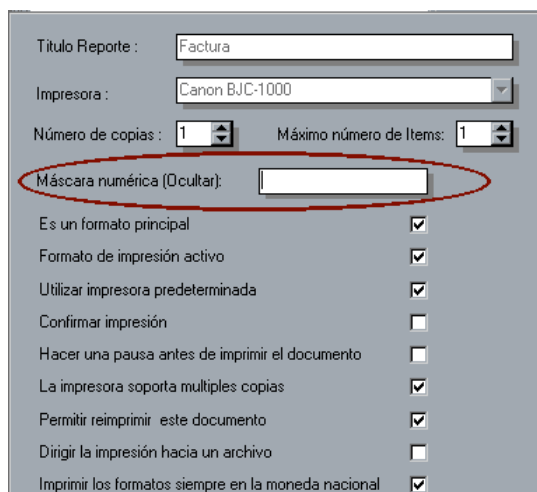 Titulo Reporte : Factura
Impresora : Canon BJC-1000
Número de copias : 1 Máximo número de Items: 1
Máscara numérica (Ocultar):
Es un formato principal
Formato de impresión activo
Utilizar impresora predeterminada
Confirmar impresión
Hacer una pausa antes de imprimir el documento
La impresora soporta multiples copias
Permitir reimprimir este documento
Dirigir la impresión hacia un archivo
Imprimir los formatos siempre en la moneda nacional